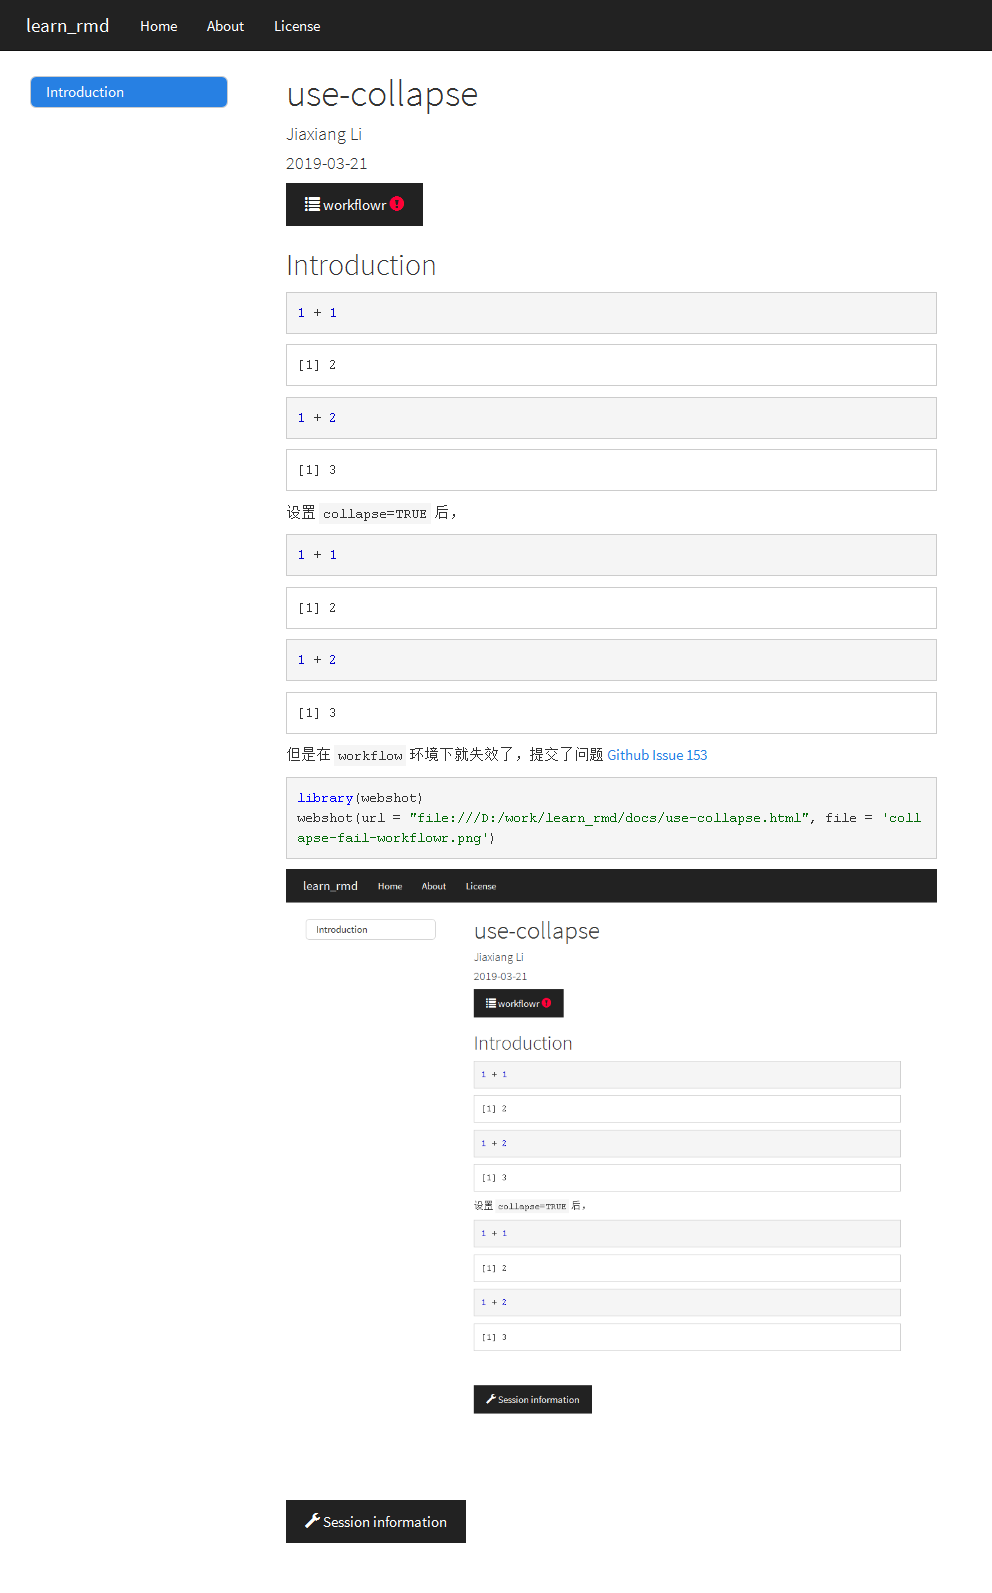 learn_rmd Home About License
Introduction
use-collapse
Jiaxiang Li
2019-03-21
workflowr
Introduction
1 + 1
[1] 2
1 + 2
[1] 3
设置 collapse=TRUE 后，
1 + 1
[1] 2
1 + 2
[1] 3
但是在 workflow 环境下就失效了，提交了问题 Github Issue 153
library(webshot)
webshot(url = "file:///D:/work/learn_rmd/docs/use-collapse.html", file = 'coll
apse-fail-workflowr.png')
learn_rmd Home About License
Introduction
use-collapse
Jiaxiang Li
2019-03-21
workflowr
Introduction
1 + 1
[1] 2
1 + 2
[1] 3
设置 collapse=TRUE 后，
1 + 1
[1] 2
1 + 2
[1] 3
Session information
Session information